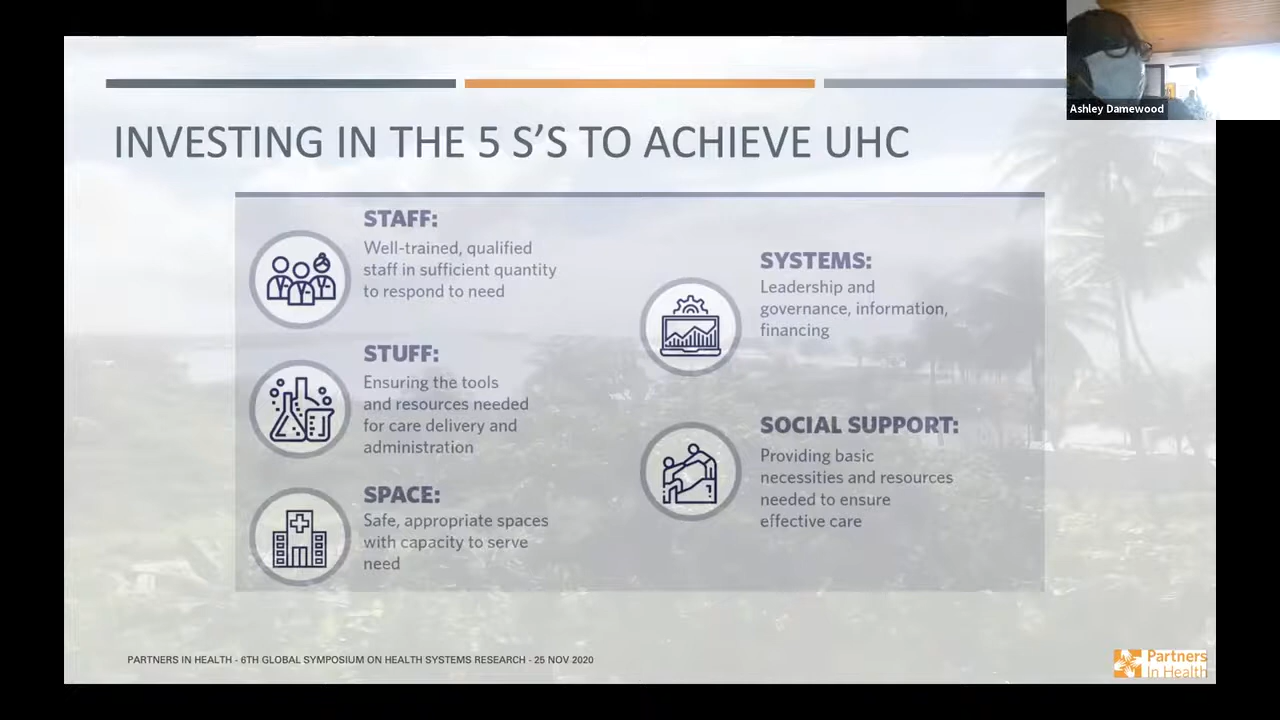 Ashley Damewood
INVESTING IN THE 5 S'S TO ACHIEVE UHC
STAFF:
Well-trained, qualified
staff in sufficient quantity
to respond to need
STUFF:
Ensuring the tools
and resources needed
for care delivery and
administration
SPACE:
Safe, appropriate spaces
with capacity to serve
need
SYSTEMS:
Leadership and
governance, information,
financing
SOCIAL SUPPORT:
Providing basic
necessities and resources
needed to ensure
effective care
PARTNERS IN HEALTH - 6TH GLOBAL SYMPOSIUM ON HEALTH SYSTEMS RESEARCH - 25 NOV 2020
Partners
In Health